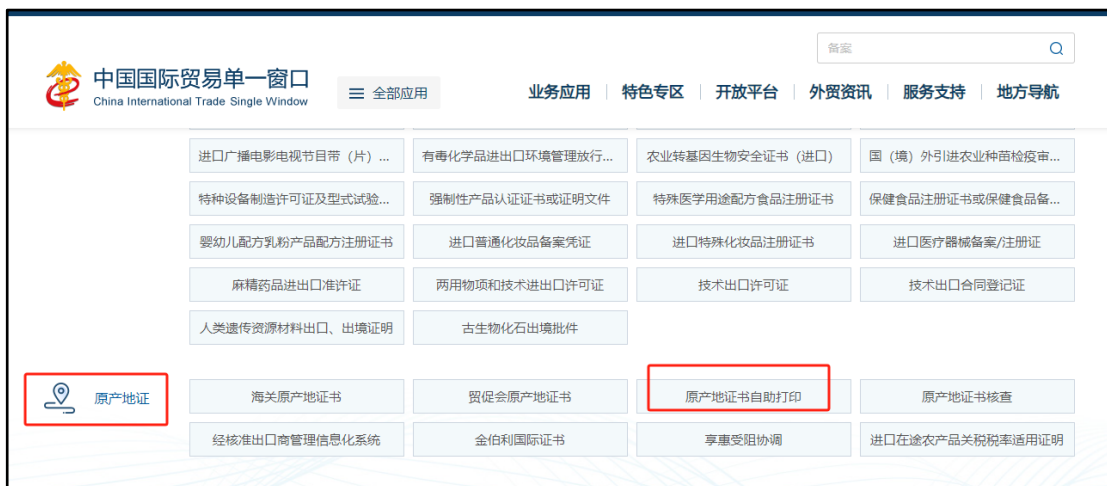 备案
中国国际贸易单一窗口
China International Trade Single Window
全部应用
业务应用 特色专区 开放平台 外贸资讯 服务支持 地方导航
进口广播电影电视节目带（片）... 有毒化学品进出口环境管理放行... 农业转基因生物安全证书（进口） 国（境）外引进农业种苗检疫审...
特种设备制造许可证及型式试验... 强制性产品认证证书或证明文件 特殊医学用途配方食品注册证书 保健食品注册证书或保健食品备...
婴幼儿配方乳粉产品配方注册证书 进口普通化妆品备案凭证 进口特殊化妆品注册证书 进口医疗器械备案/注册证
麻精药品进出口准许证 两用物项和技术进出口许可证 技术出口许可证 技术出口合同登记证
人类遗传资源材料出口、出境证明 古生物化石出境批件
原产地证 海关原产地证书 贸促会原产地证书 原产地证书自助打印 原产地证书核查
经核准出口商管理信息化系统 金伯利国际证书 享惠受阻协调 进口在途农产品关税税率适用证明